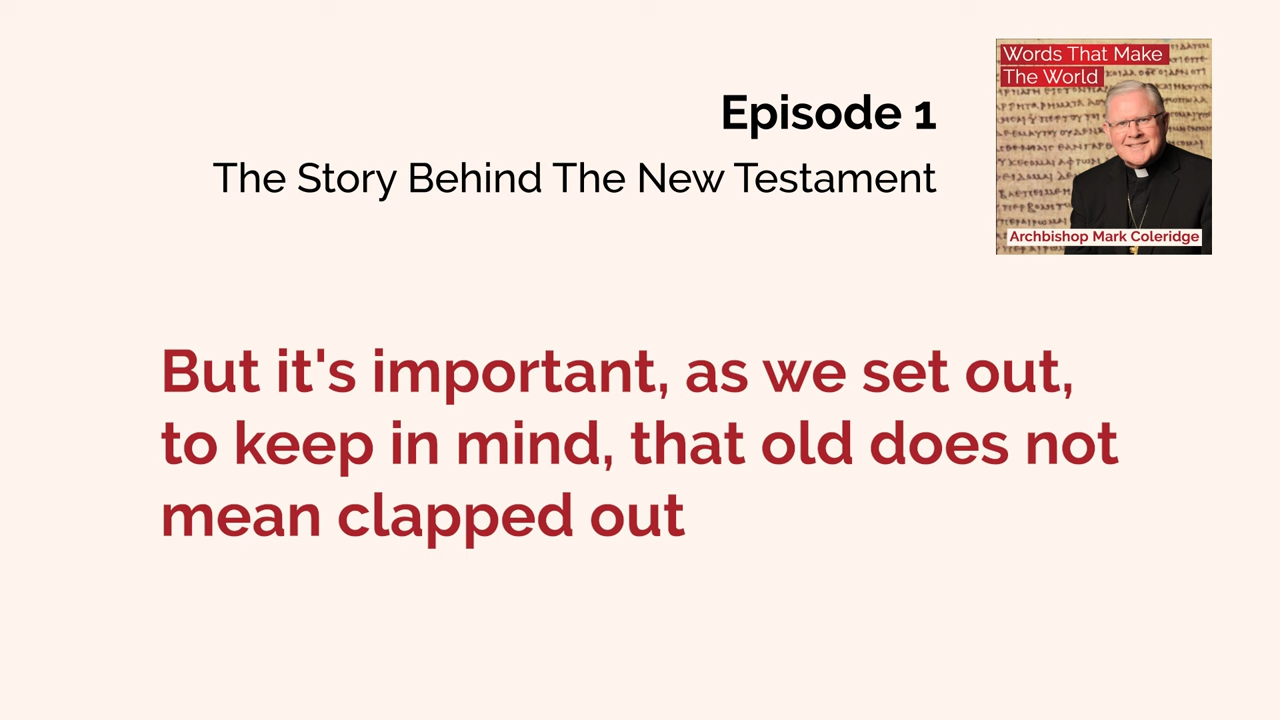 Episode 1
The Story Behind The New Testament
Words That Make
The World
Archbishop Mark Coleridge
But it's important, as we set out,
to keep in mind, that old does not
mean clapped out